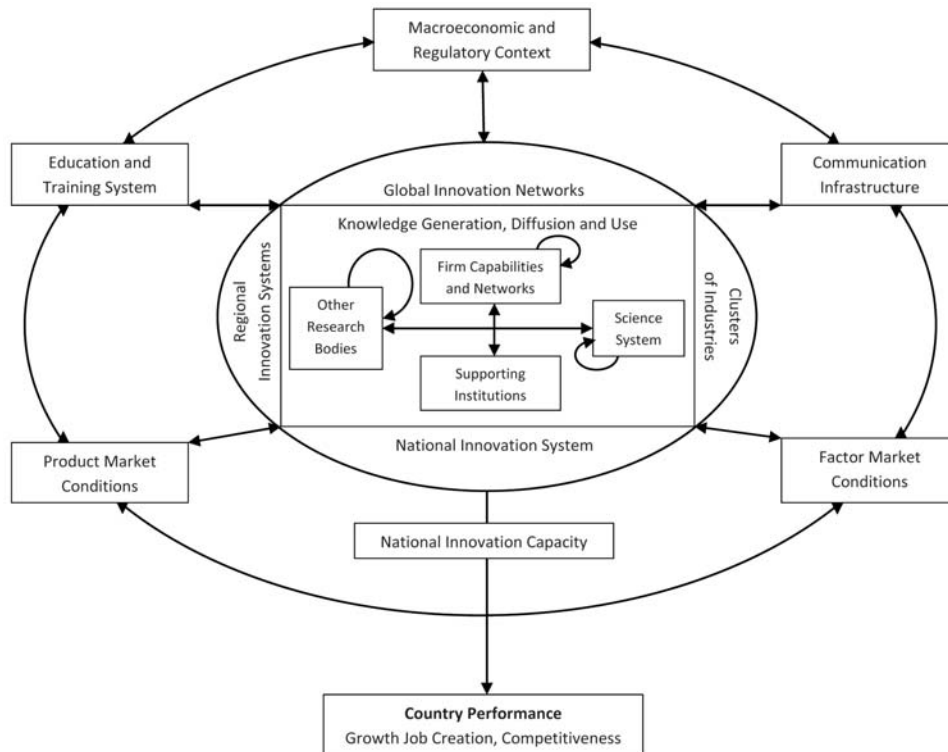 Macroeconomic and
Regulatory Context
Education and
Training System
Communication
Infrastructure
Global Innovation Networks
Knowledge Generation, Diffusion and Use
Regional
Innovation Systems
Firm Capabilities
and Networks
Other
Research
Bodies
Science
System
Clusters
of Industries
Supporting
Institutions
National Innovation System
Product Market
Conditions
Factor Market
Conditions
National Innovation Capacity
Country Performance
Growth Job Creation, Competitiveness